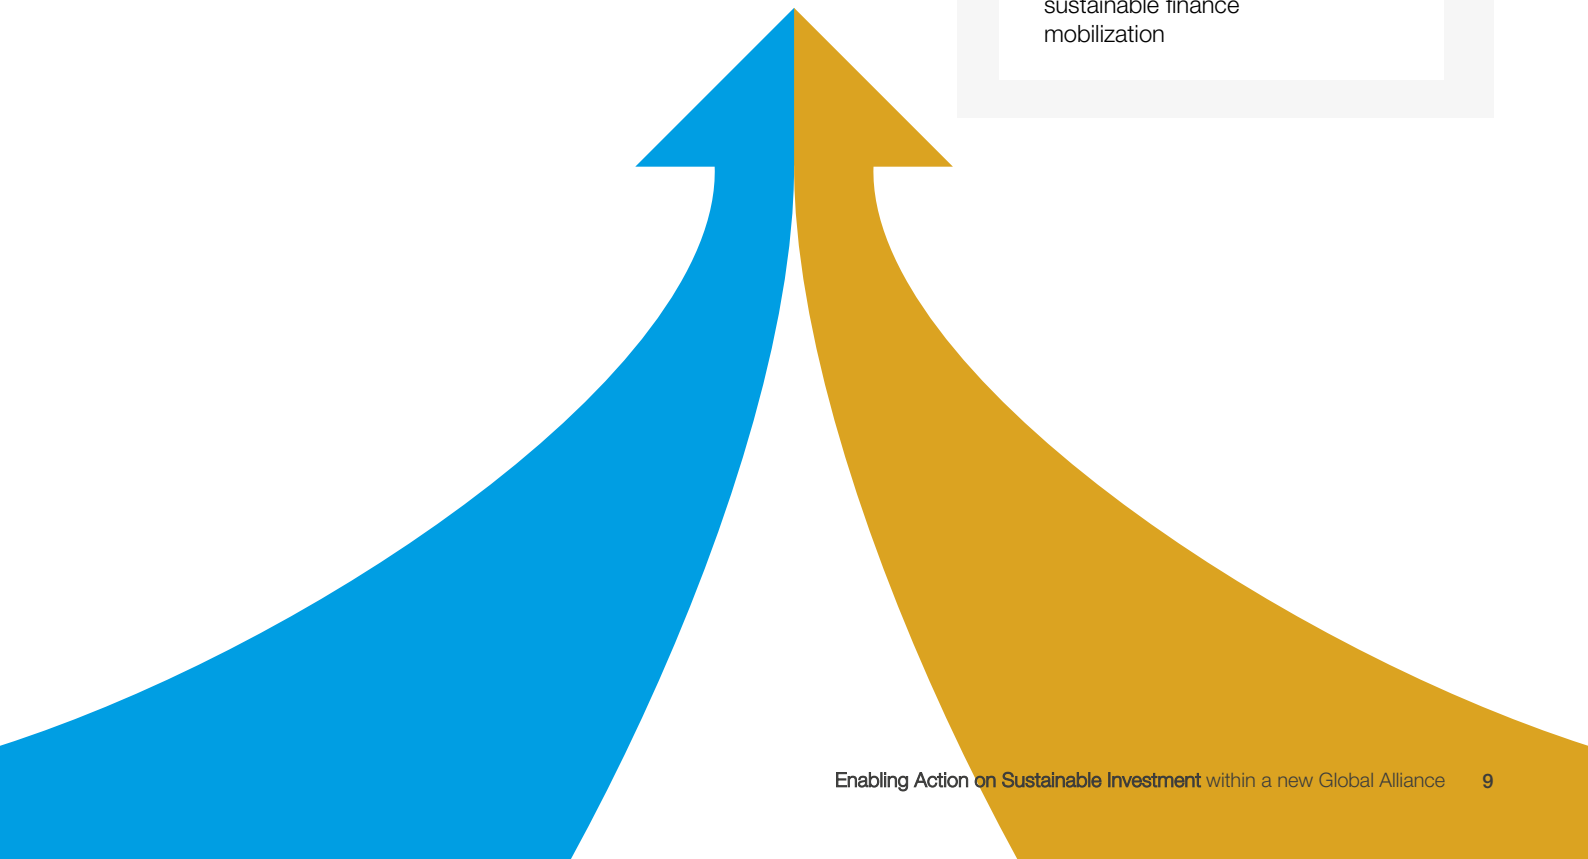 sustainable finance
mobilization
Enabling Action on Sustainable Investment within a new Global Alliance 9